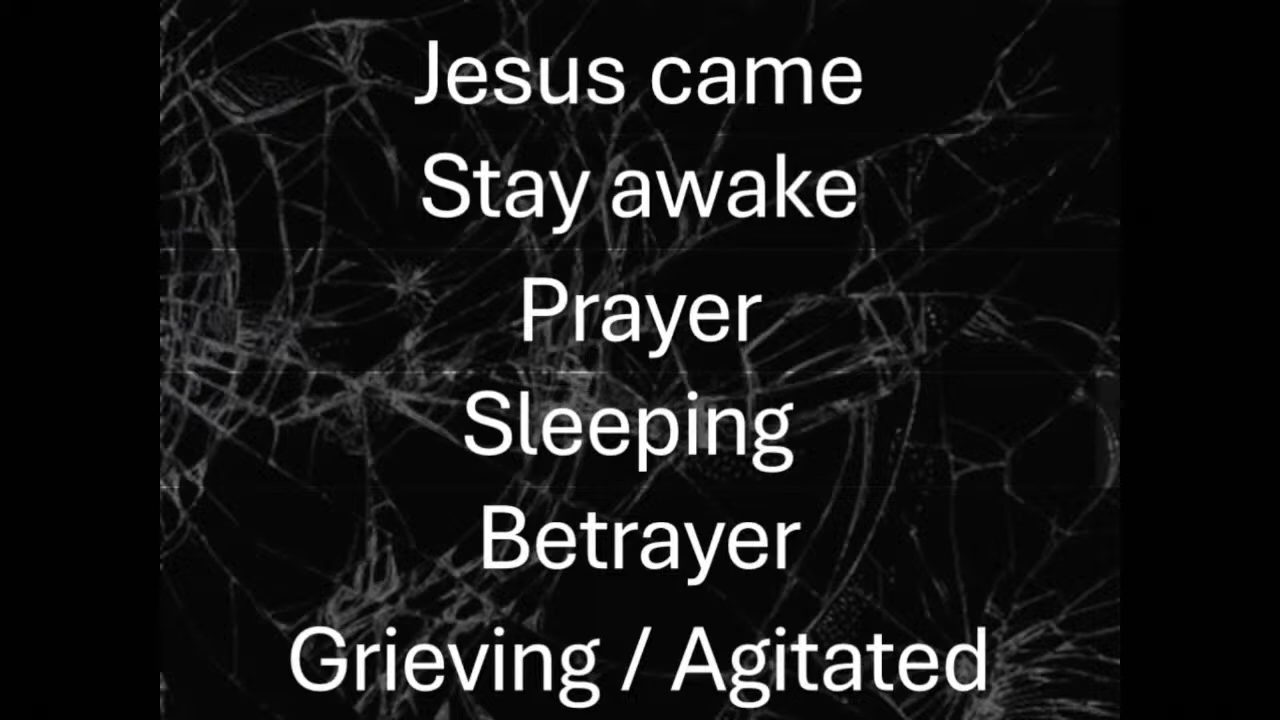 Jesus came
Stay awake
Prayer
Sleeping
Betrayer
Grieving / Agitated